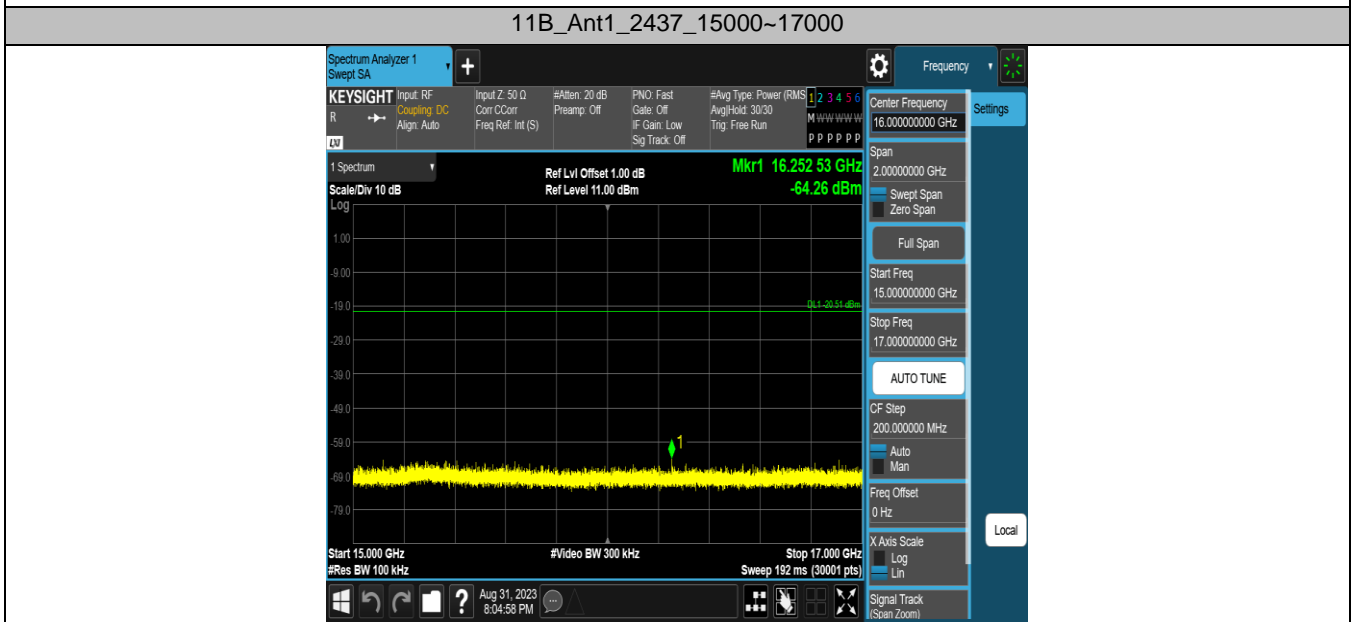 11B_Ant1_2437_15000~17000
Spectrum Analyzer 1
Swept SA
Frequency
KEYSIGHT
R
LXI
Input: RF
Coupling: DC
Align: Auto
Input Z: 50 Ω
Corr CCorr
Freq Ref: Int (S)
#Atten: 20 dB
Preamp: Off
PNO: Fast
Gate: Off
IF Gain: Low
Sig Track: Off
#Avg Type: Power (RMS
Avg|Hold: 30/30
Trig: Free Run
1 2 3 4 5 6
M W W W W W
P P P P P P
1 Spectrum
Scale/Div 10 dB
Log
Ref Lvl Offset 1.00 dB
Ref Level 11.00 dBm
Mkr1 16.252 53 GHz
-64.26 dBm
1.00
-9.00
-19.0
DL1 -20.51 dBm
-29.0
-39.0
-49.0
-59.0
1
-69.0
-79.0
Start 15.000 GHz
#Res BW 100 kHz
#Video BW 300 kHz
Stop 17.000 GHz
Sweep 192 ms (30001 pts)
?
Aug 31, 2023
8:04:58 PM
Center Frequency
16.000000000 GHz
Settings
Span
2.00000000 GHz
Swept Span
Zero Span
Full Span
Start Freq
15.000000000 GHz
Stop Freq
17.000000000 GHz
AUTO TUNE
CF Step
200.000000 MHz
Auto
Man
Freq Offset
0 Hz
Local
X Axis Scale
Log
Lin
Signal Track
(Span Zoom)